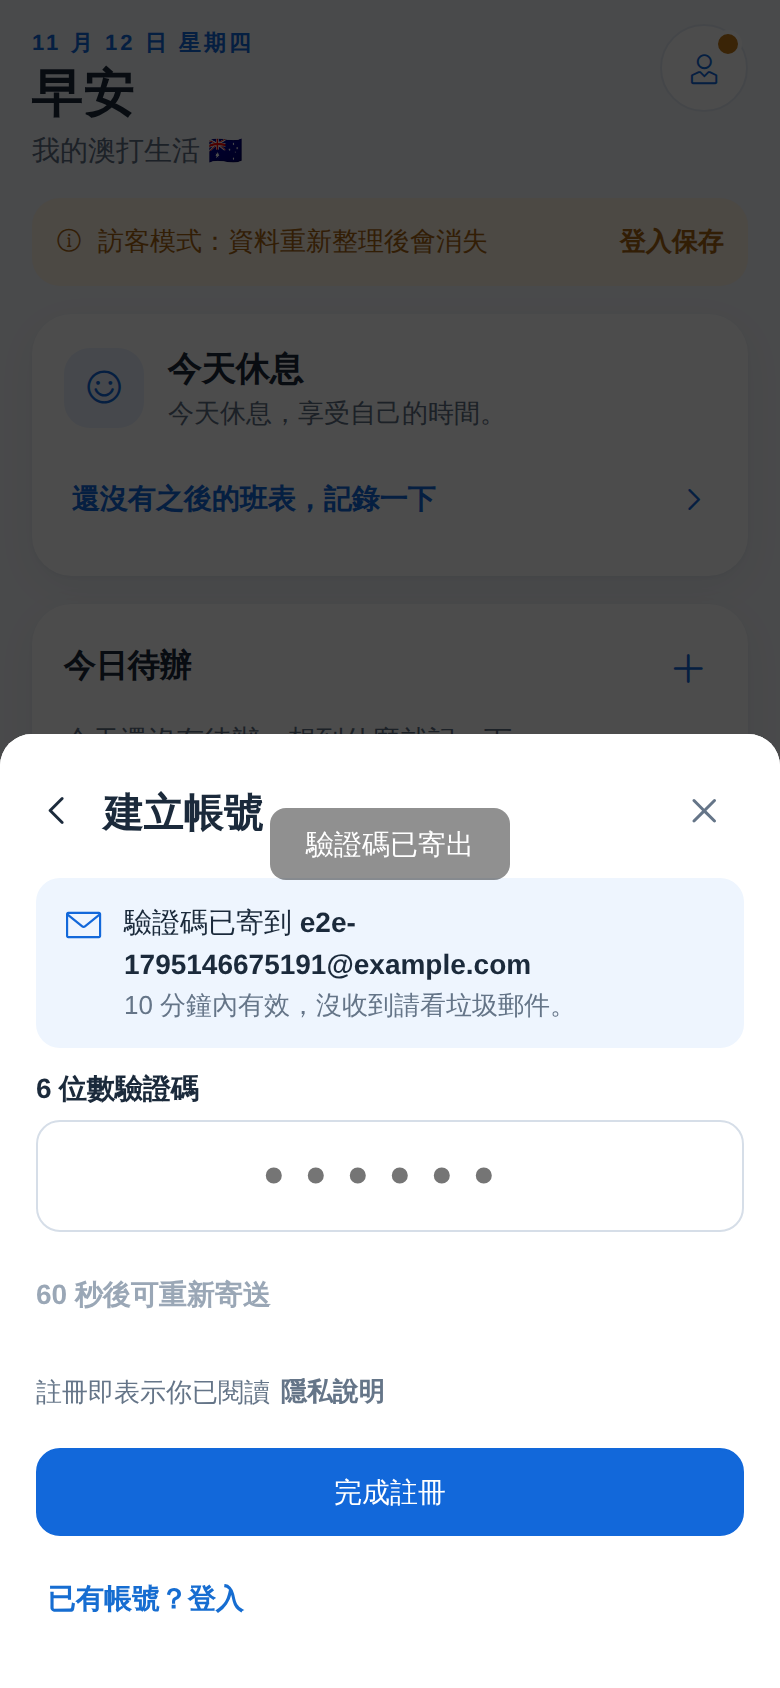 11 月 12 日 星期四
早安
我的澳打生活 🇦🇺
訪客模式：資料重新整理後會消失
登入保存
今天休息
今天休息，享受自己的時間。
還沒有之後的班表，記錄一下
今日待辦
建立帳號
驗證碼已寄出
驗證碼已寄到 e2e-
1795146675191@example.com
10 分鐘內有效，沒收到請看垃圾郵件。
6 位數驗證碼
60 秒後可重新寄送
註冊即表示你已閱讀 隱私說明
完成註冊
已有帳號？登入